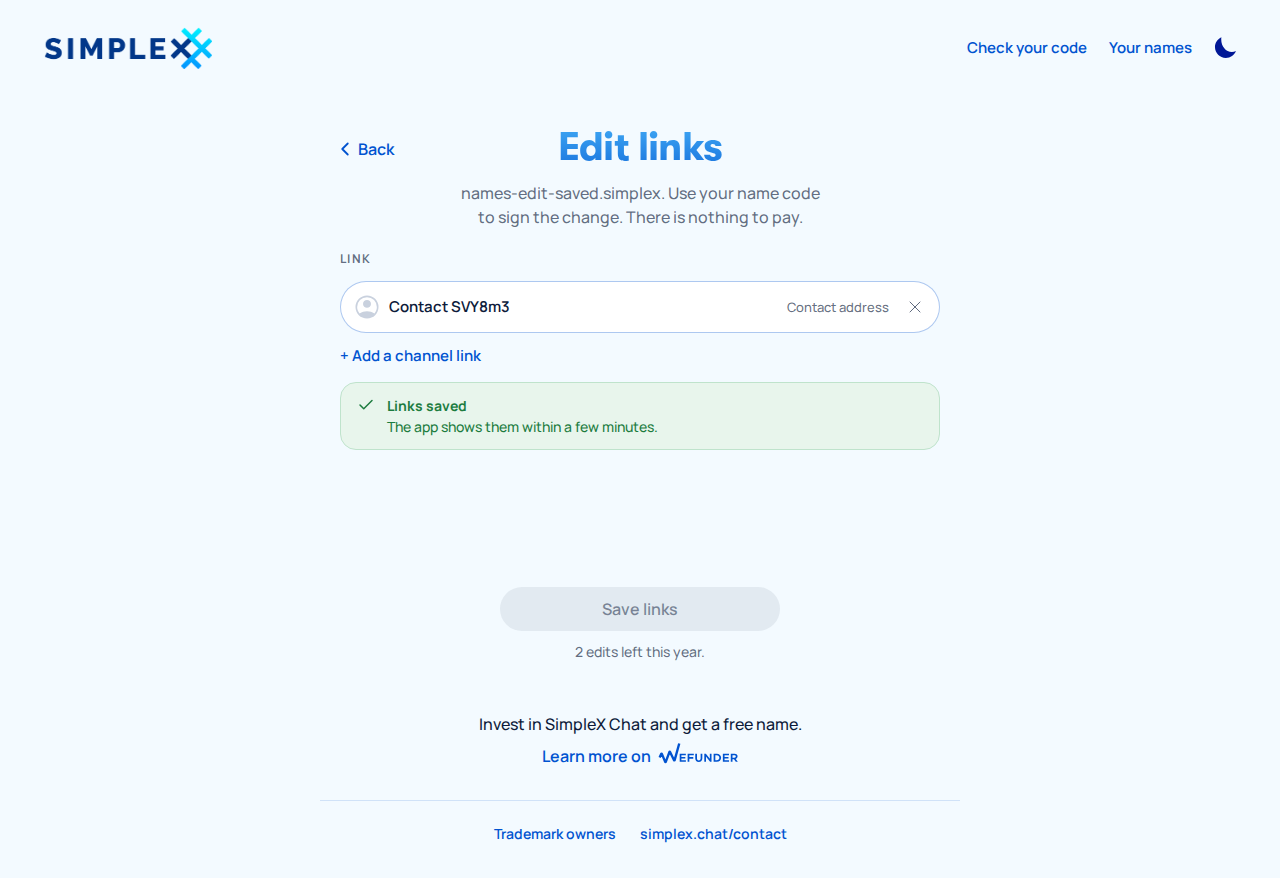 SIMPLEX
Check your code
Your names
Back
Edit links
names-edit-saved.simplex. Use your name code
to sign the change. There is nothing to pay.
LINK
Contact SVY8m3
Contact address
+ Add a channel link
Links saved
The app shows them within a few minutes.
Save links
2 edits left this year.
Invest in SimpleX Chat and get a free name.
Learn more on WEFUNDER
Trademark owners
simplex.chat/contact